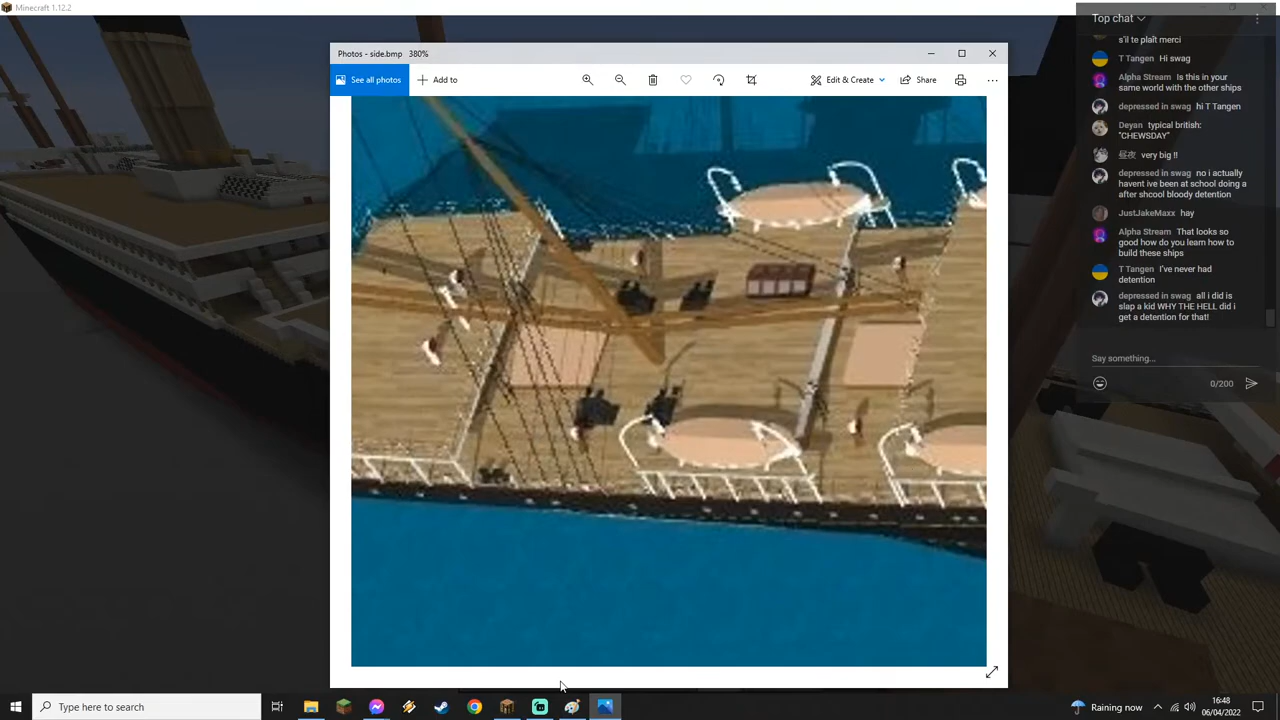 Minecraft 1.12.2
Photos - side.bmp   380%
See all photos
Add to
Edit & Create
Share
Top chat
s'il te plaît merci
T Tangen Hi swag
Alpha Stream Is this in your
same world with the other ships
depressed in swag hi T Tangen
Deyan typical british:
"CHEWSDAY"
昼夜 very big !!
depressed in swag no i actually
havent ive been at school doing a
after shcool bloody detention
JustJakeMaxx hay
Alpha Stream That looks so
good how do you learn how to
build these ships
T Tangen I've never had
detention
depressed in swag all i did is
slap a kid WHY THE HELL did i
get a detention for that!
Say something...
0/200
Type here to search
Raining now
16:48
06/04/2022